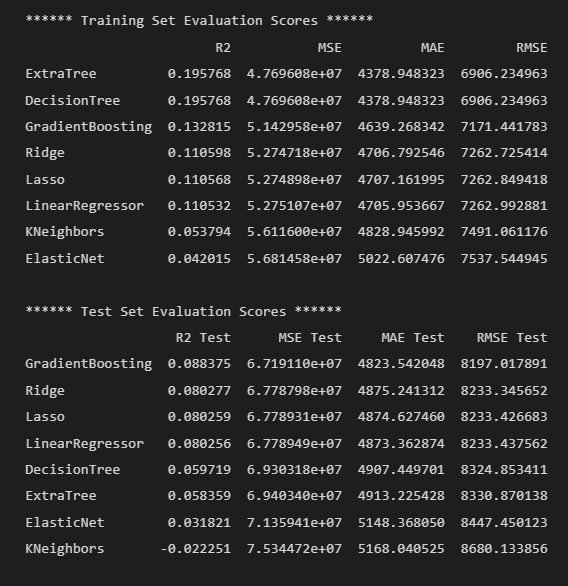 ****** Training Set Evaluation Scores ******
R2 MSE MAE RMSE
ExtraTree 0.195768 4.769608e+07 4378.948323 6906.234963
DecisionTree 0.195768 4.769608e+07 4378.948323 6906.234963
GradientBoosting 0.132815 5.142958e+07 4639.268342 7171.441783
Ridge 0.110598 5.274718e+07 4706.792546 7262.725414
Lasso 0.110568 5.274898e+07 4707.161995 7262.849418
LinearRegressor 0.110532 5.275107e+07 4705.953667 7262.992881
KNeighbors 0.053794 5.611600e+07 4828.945992 7491.061176
ElasticNet 0.042015 5.681458e+07 5022.607476 7537.544945
****** Test Set Evaluation Scores ******
R2 Test MSE Test MAE Test RMSE Test
GradientBoosting 0.088375 6.719110e+07 4823.542048 8197.017891
Ridge 0.080277 6.778798e+07 4875.241312 8233.345652
Lasso 0.080259 6.778931e+07 4874.627460 8233.426683
LinearRegressor 0.080256 6.778949e+07 4873.362874 8233.437562
DecisionTree 0.059719 6.930318e+07 4907.449701 8324.853411
ExtraTree 0.058359 6.940340e+07 4913.225428 8330.870138
ElasticNet 0.031821 7.135941e+07 5148.368050 8447.450123
KNeighbors -0.022251 7.534472e+07 5168.040525 8680.133856